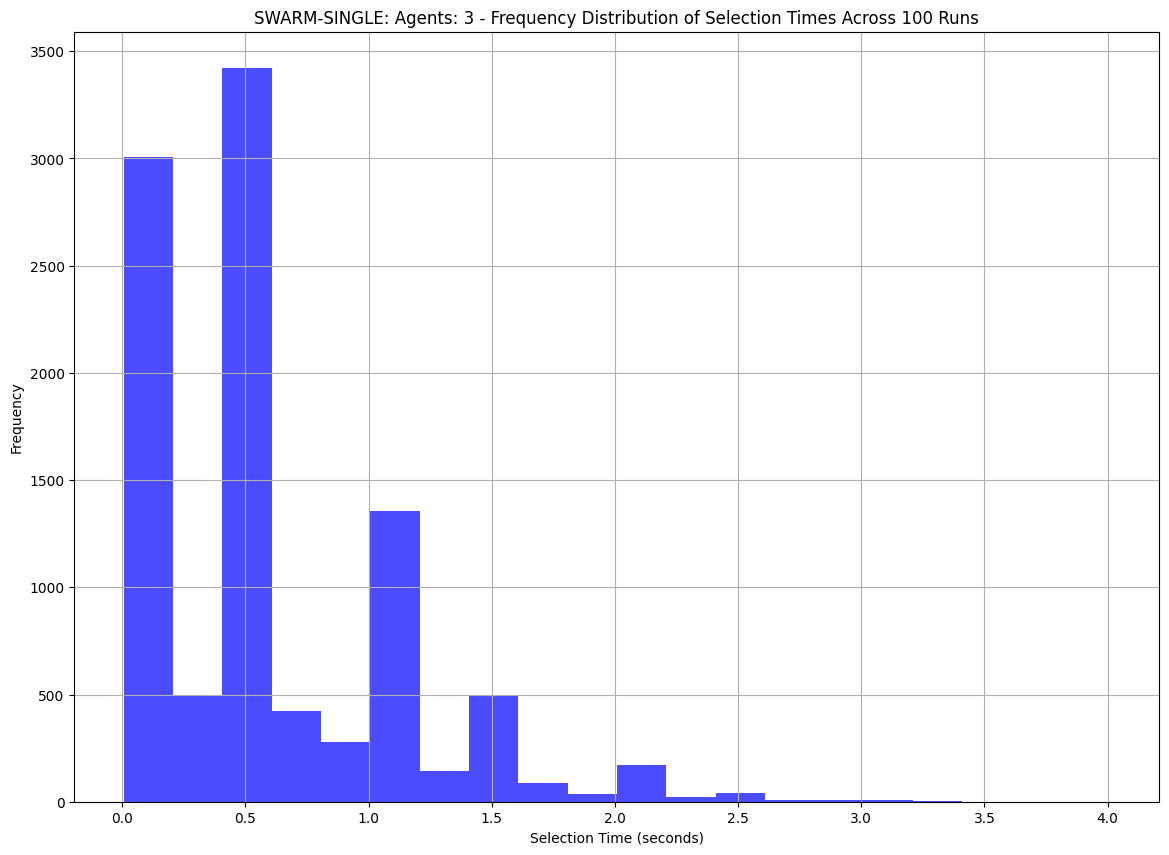 SWARM-SINGLE: Agents: 3 - Frequency Distribution of Selection Times Across 100 Runs
3500
3000
2500
2000
1500
1000
500
0
Frequency
0.0 0.5 1.0 1.5 2.0 2.5 3.0 3.5 4.0
Selection Time (seconds)